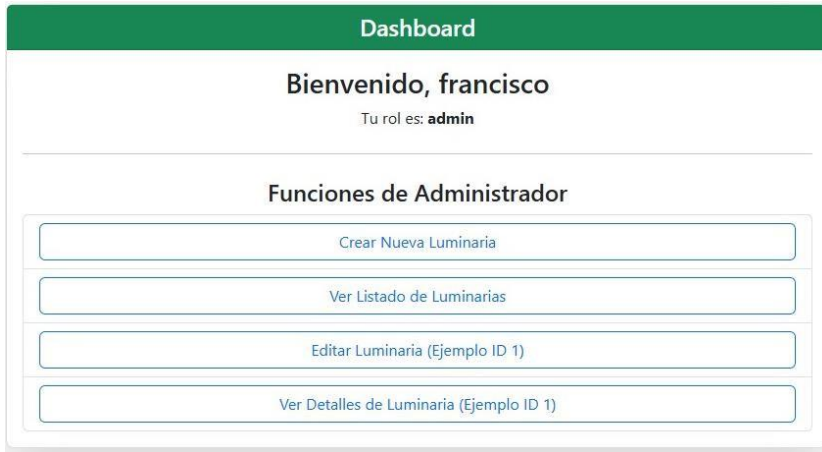 Dashboard
Bienvenido, francisco
Tu rol es: admin
Funciones de Administrador
Crear Nueva Luminaria
Ver Listado de Luminarias
Editar Luminaria (Ejemplo ID 1)
Ver Detalles de Luminaria (Ejemplo ID 1)